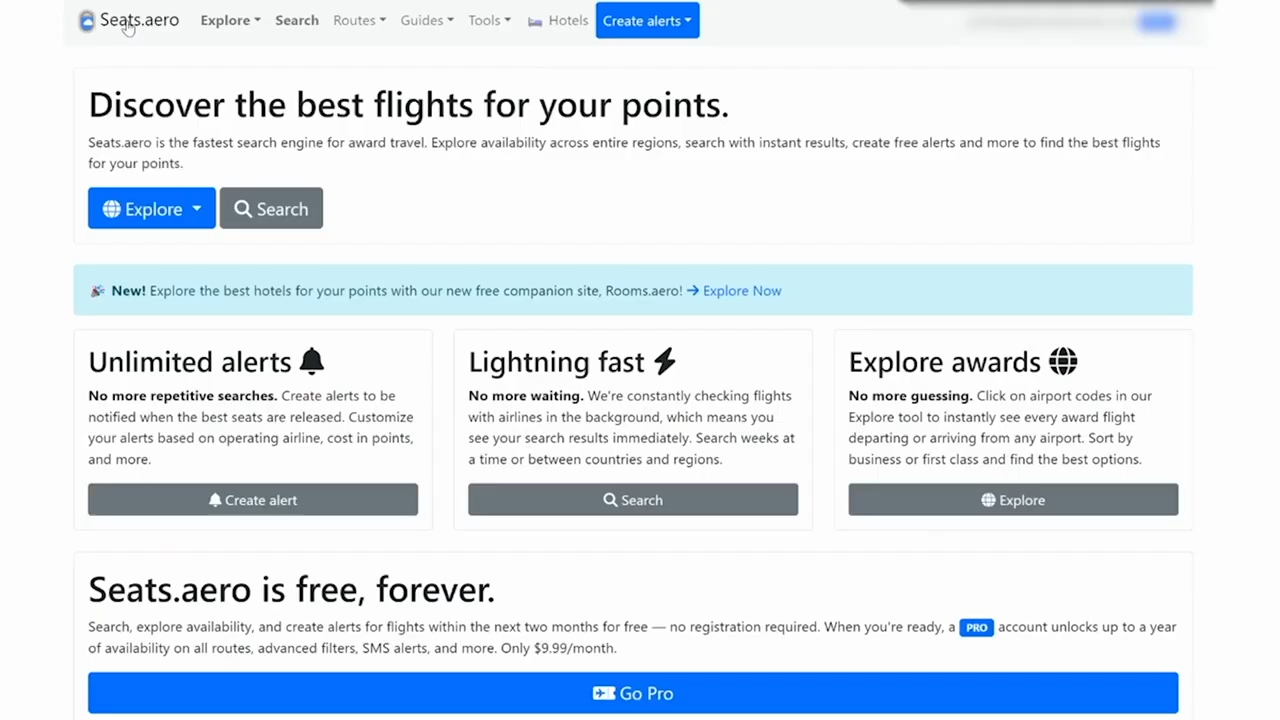 Seats.aero Explore Search Routes Guides Tools Hotels Create alerts
Discover the best flights for your points.
Seats.aero is the fastest search engine for award travel. Explore availability across entire regions, search with instant results, create free alerts and more to find the best flights
for your points.
Explore Search
New! Explore the best hotels for your points with our new free companion site, Rooms.aero! → Explore Now
Unlimited alerts
No more repetitive searches. Create alerts to be
notified when the best seats are released. Customize
your alerts based on operating airline, cost in points,
and more.
Create alert
Lightning fast
No more waiting. We're constantly checking flights
with airlines in the background, which means you
see your search results immediately. Search weeks at
a time or between countries and regions.
Search
Explore awards
No more guessing. Click on airport codes in our
Explore tool to instantly see every award flight
departing or arriving from any airport. Sort by
business or first class and find the best options.
Explore
Seats.aero is free, forever.
Search, explore availability, and create alerts for flights within the next two months for free — no registration required. When you're ready, a PRO account unlocks up to a year
of availability on all routes, advanced filters, SMS alerts, and more. Only $9.99/month.
Go Pro